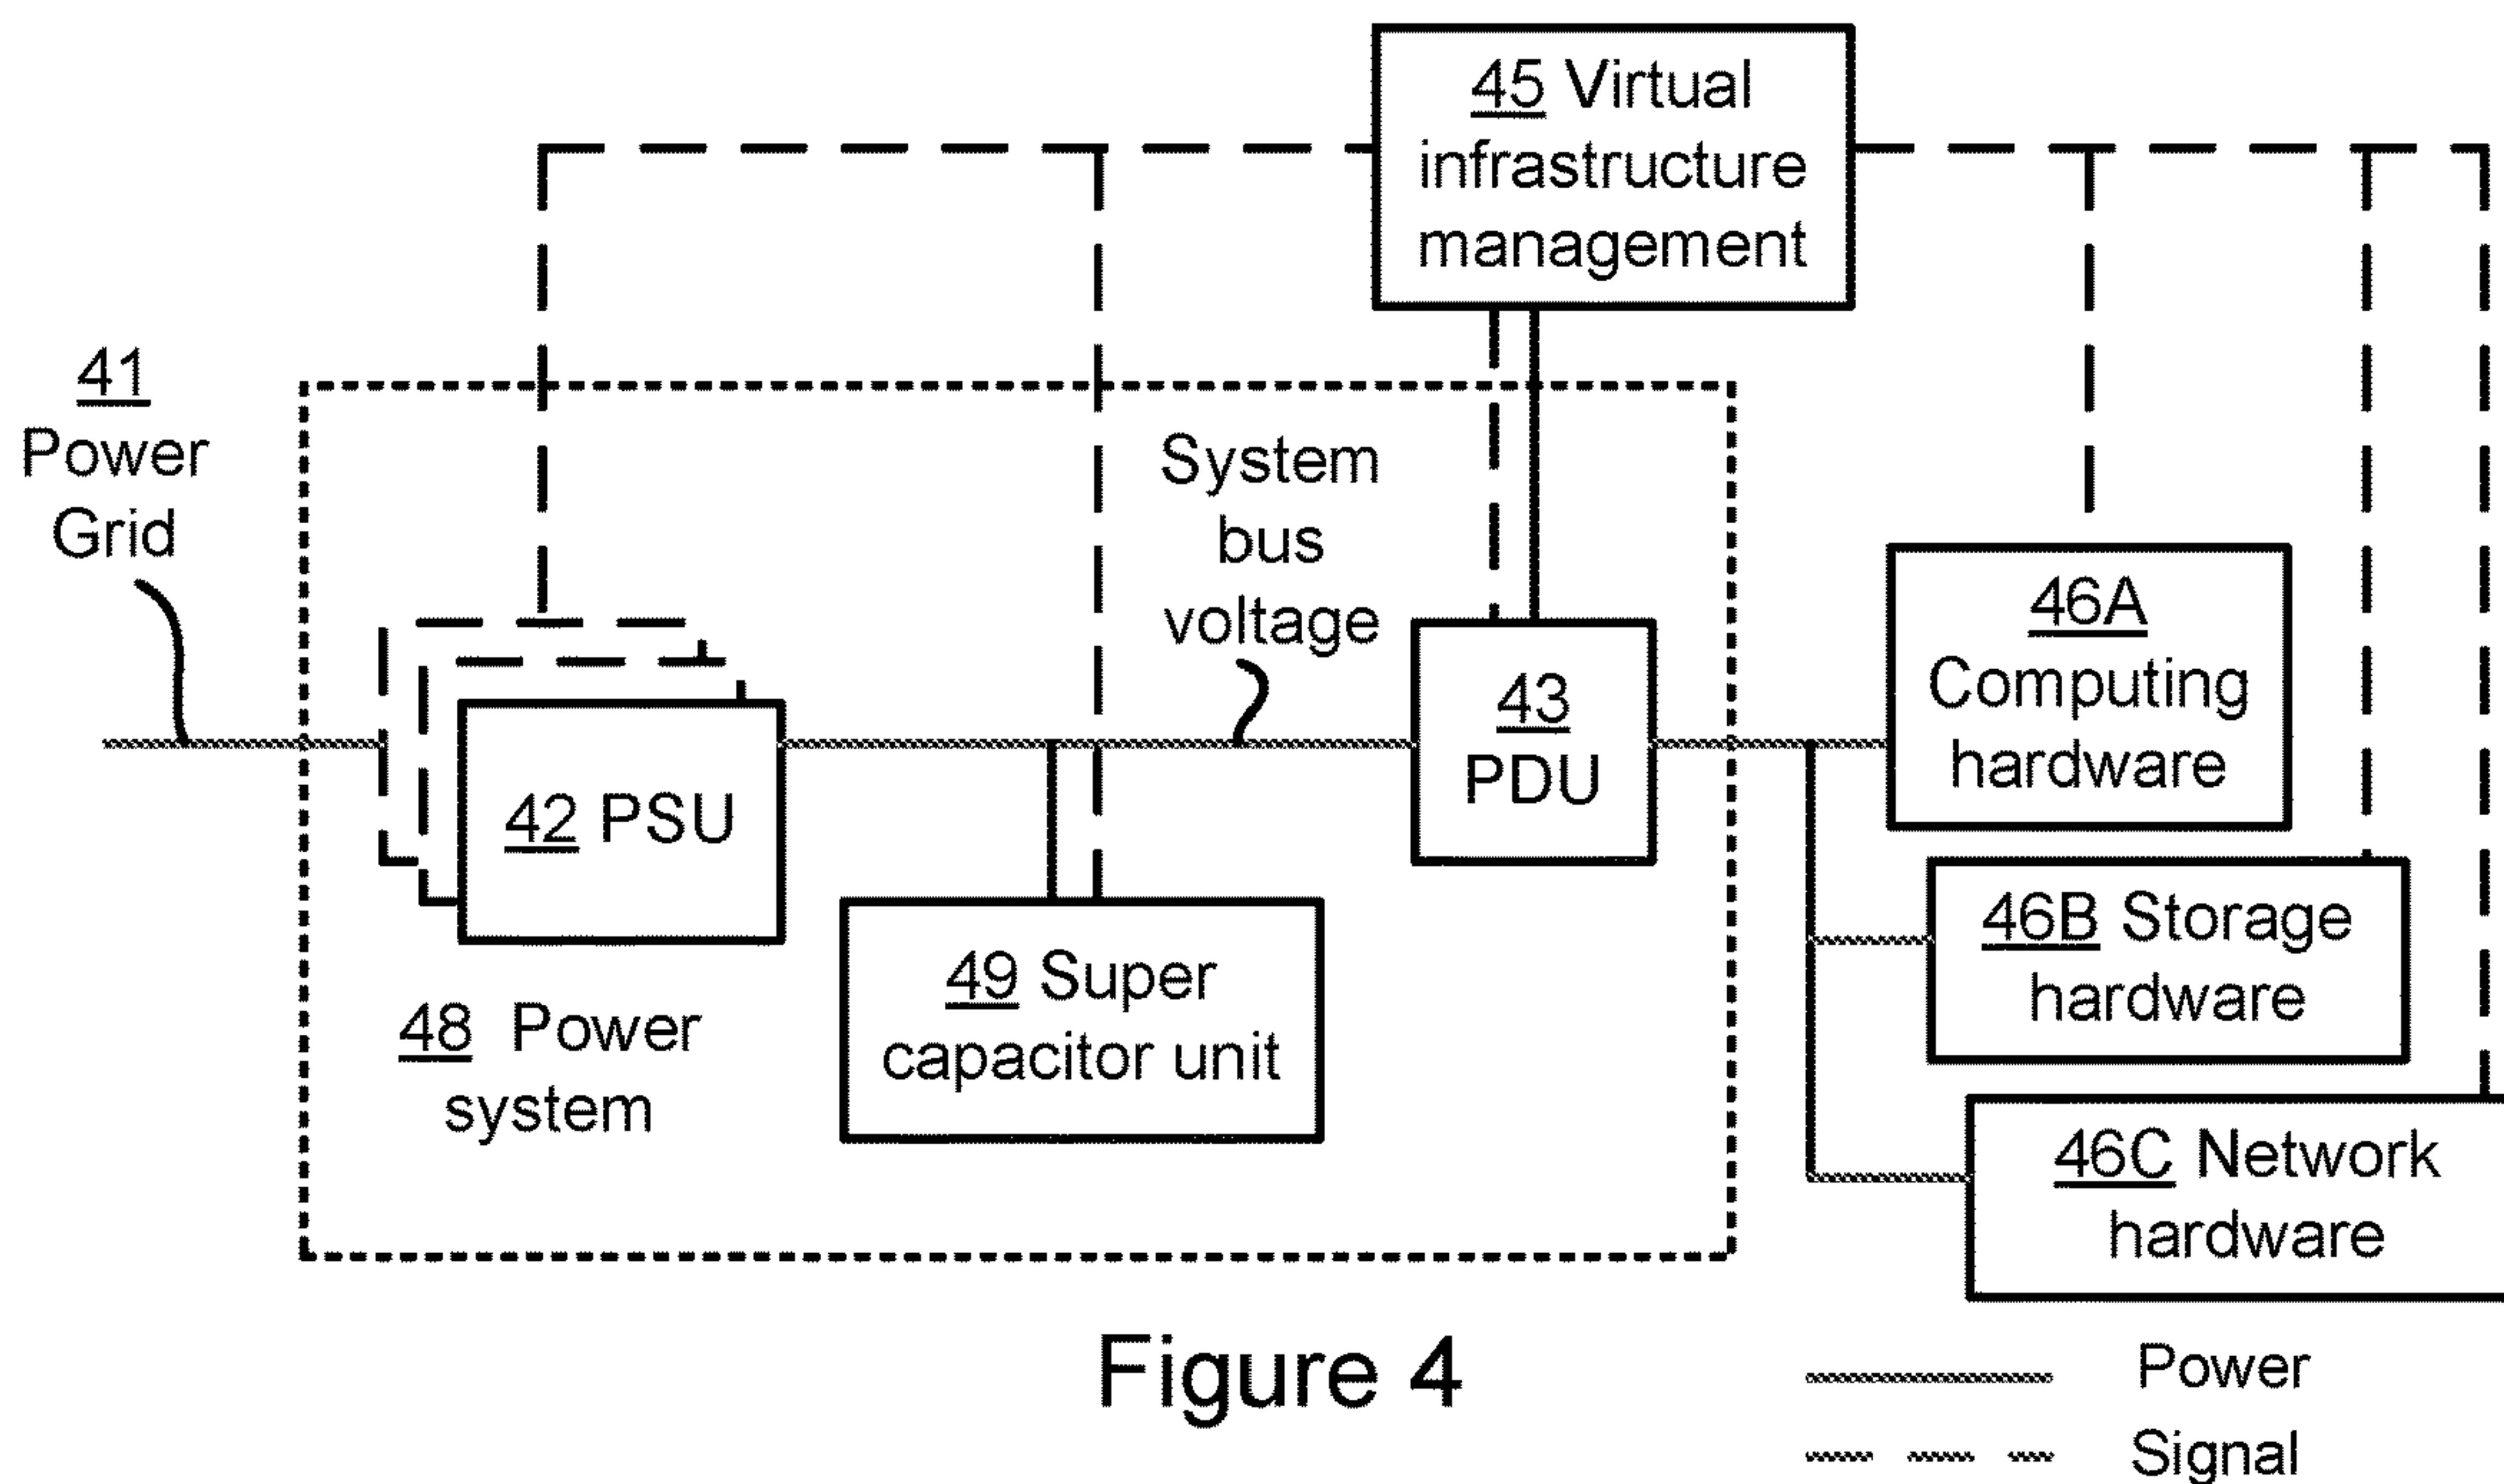 45 Virtual
infrastructure
management
41
Power
Grid
System
bus
voltage
42 PSU
43
PDU
46A
Computing
hardware
46B Storage
hardware
49 Super
capacitor unit
48 Power
system
46C Network
hardware
Figure 4
Power
Signal